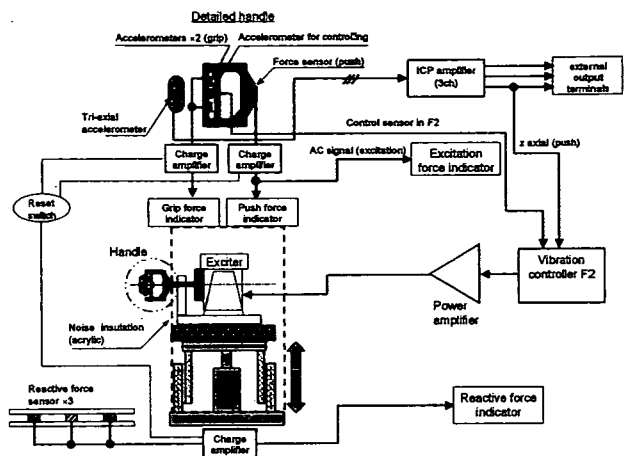 Detailed handle
Accelerometers ×2 (grip)
Accelerometer for controlling
Force sensor (push)
ICP amplifier
(3ch)
external
output
terminals
Tri-axial
accelerometer
Control sensor in F2
z axial (push)
Charge
amplifier
Charge
amplifier
AC signal (excitation)
Excitation
force indicator
Reset
switch
Grip force
indicator
Push force
indicator
Handle
Exciter
Vibration
controller F2
Power
amplifier
Noise insulation
(acrylic)
Reactive force
sensor ×3
Reactive force
indicator
Charge
amplifier